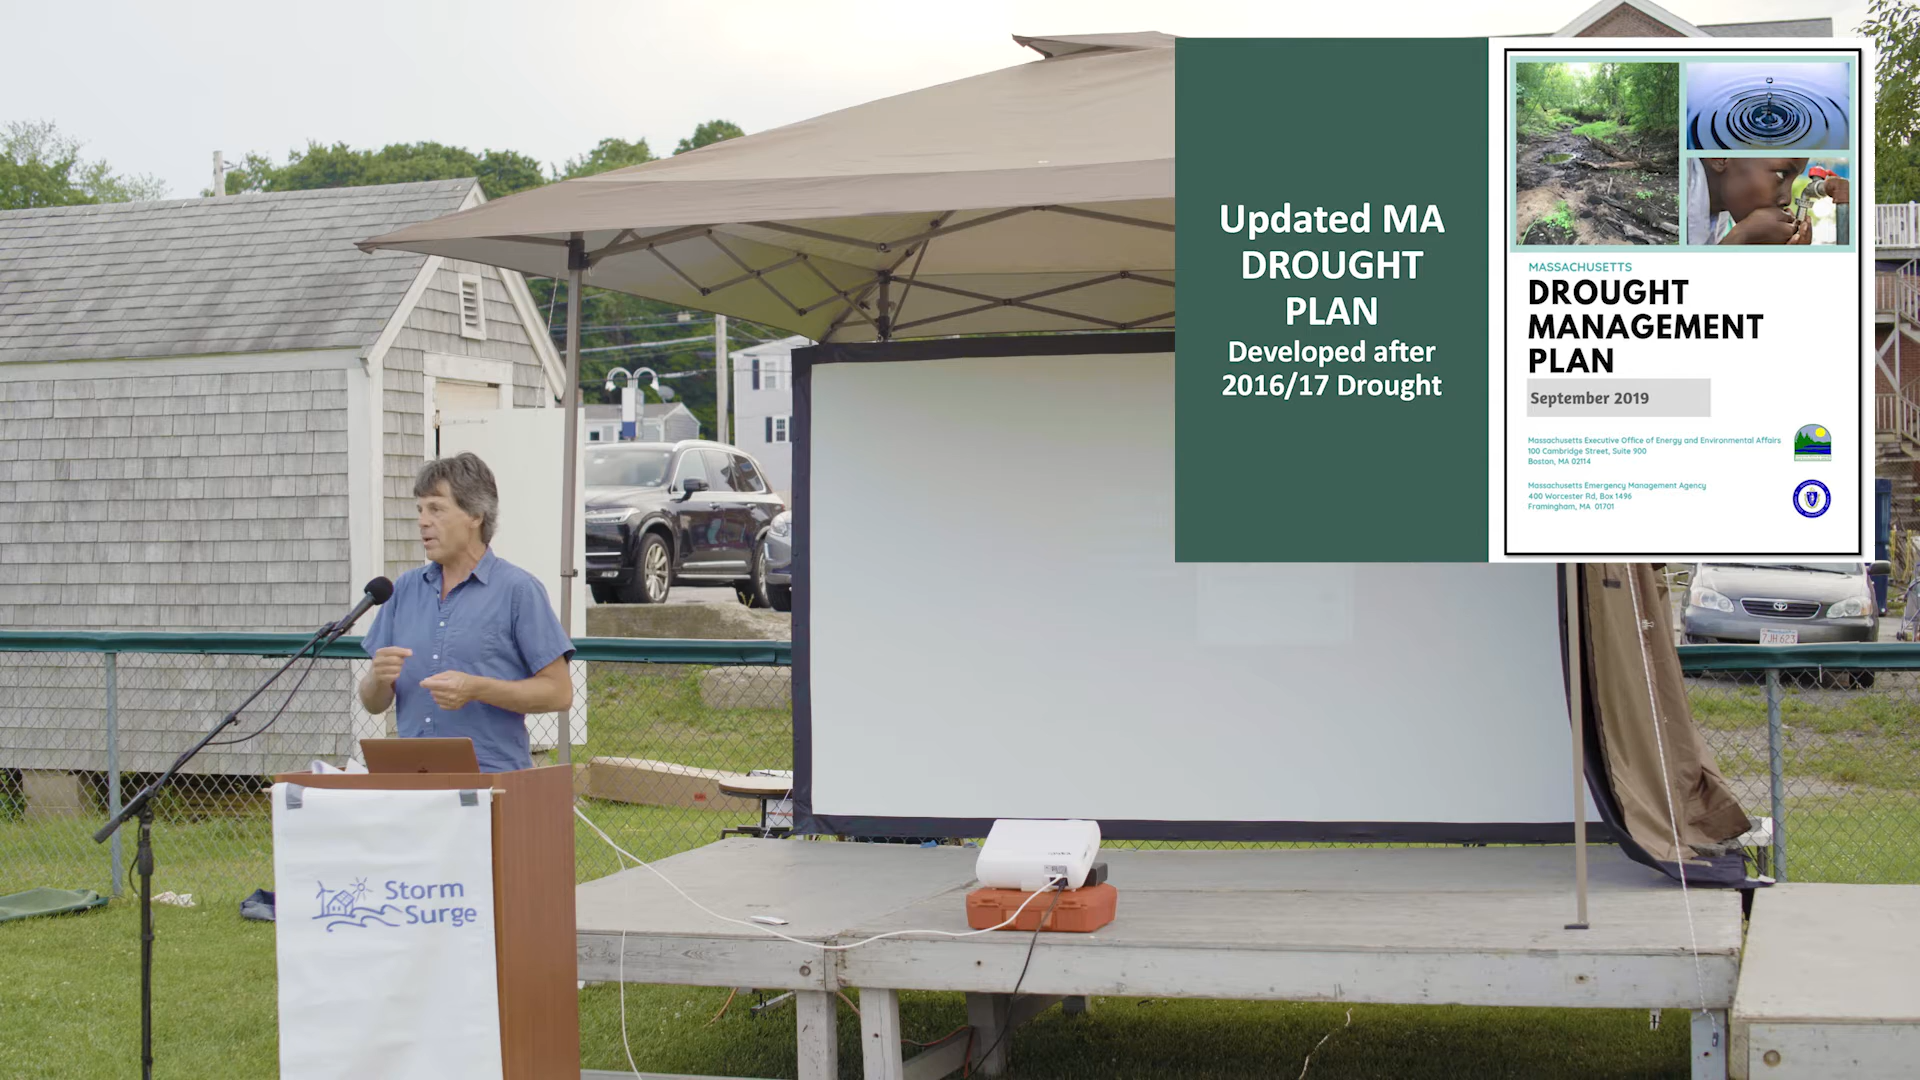 Updated MA
DROUGHT
PLAN
Developed after
2016/17 Drought
MASSACHUSETTS
DROUGHT
MANAGEMENT
PLAN
September 2019
Massachusetts Executive Office of Energy and Environmental Affairs
100 Cambridge Street, Suite 900
Boston, MA 02114
Massachusetts Emergency Management Agency
400 Worcester Rd, Box 1496
Framingham, MA 01701
Storm
Surge